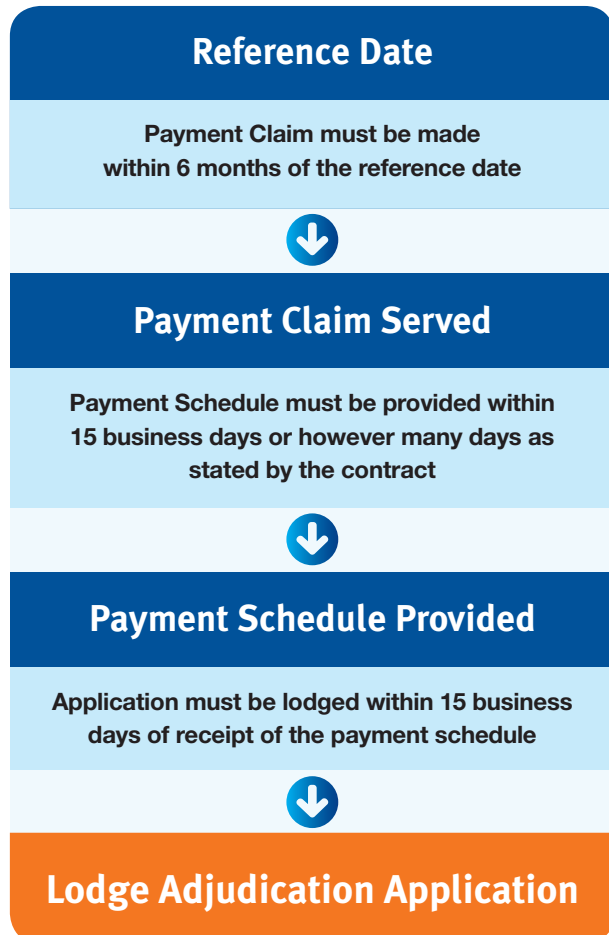 Reference Date
Payment Claim must be made
within 6 months of the reference date
Payment Claim Served
Payment Schedule must be provided within
15 business days or however many days as
stated by the contract
Payment Schedule Provided
Application must be lodged within 15 business
days of receipt of the payment schedule
Lodge Adjudication Application